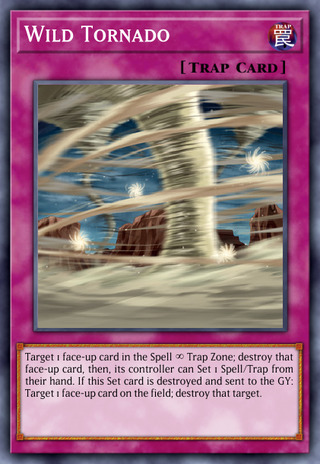 Wild Tornado
TRAP
罠
[ Trap Card ]
Target 1 face-up card in the Spell ∞ Trap Zone; destroy that
face-up card, then, its controller can Set 1 Spell/Trap from
their hand. If this Set card is destroyed and sent to the GY:
Target 1 face-up card on the field; destroy that target.